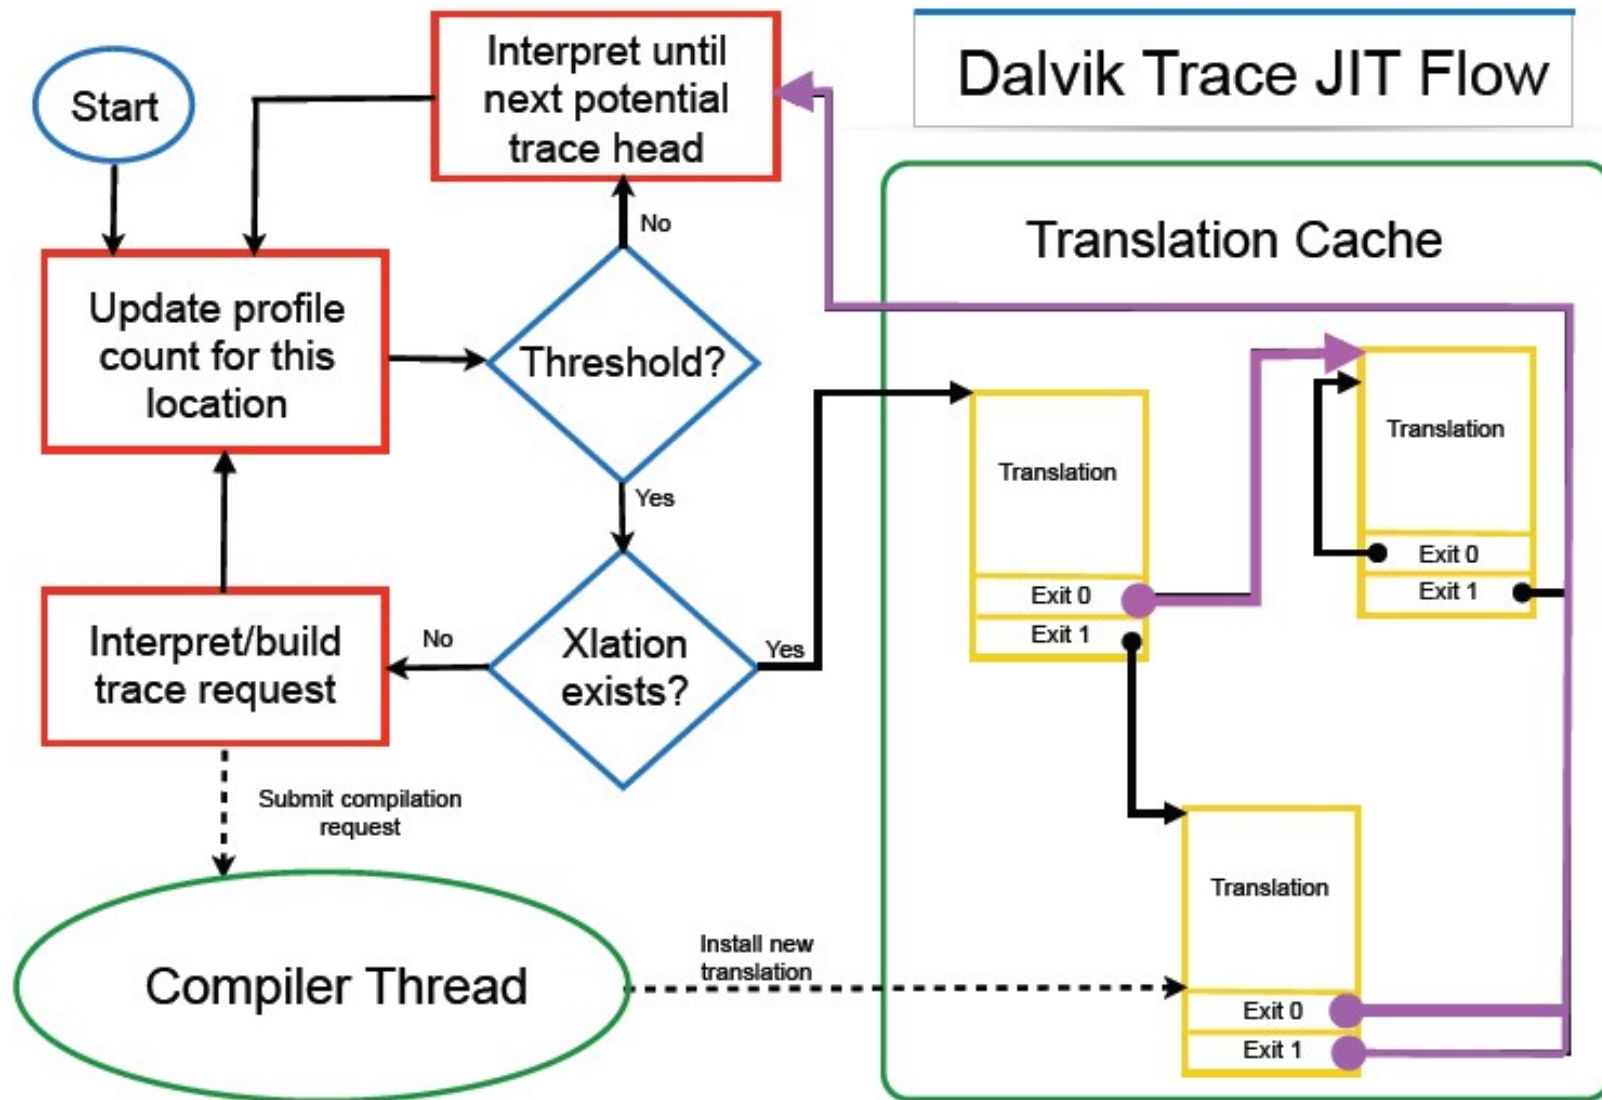 Dalvik Trace JIT Flow
Start
Interpret until
next potential
trace head
No
Update profile
count for this
location
Threshold?
Yes
Interpret/build
trace request
No
Xlation
exists?
Yes
Submit compilation
request
Compiler Thread
Install new
translation
Translation Cache
Translation
Exit 0
Exit 1
Translation
Exit 0
Exit 1
Translation
Exit 0
Exit 1